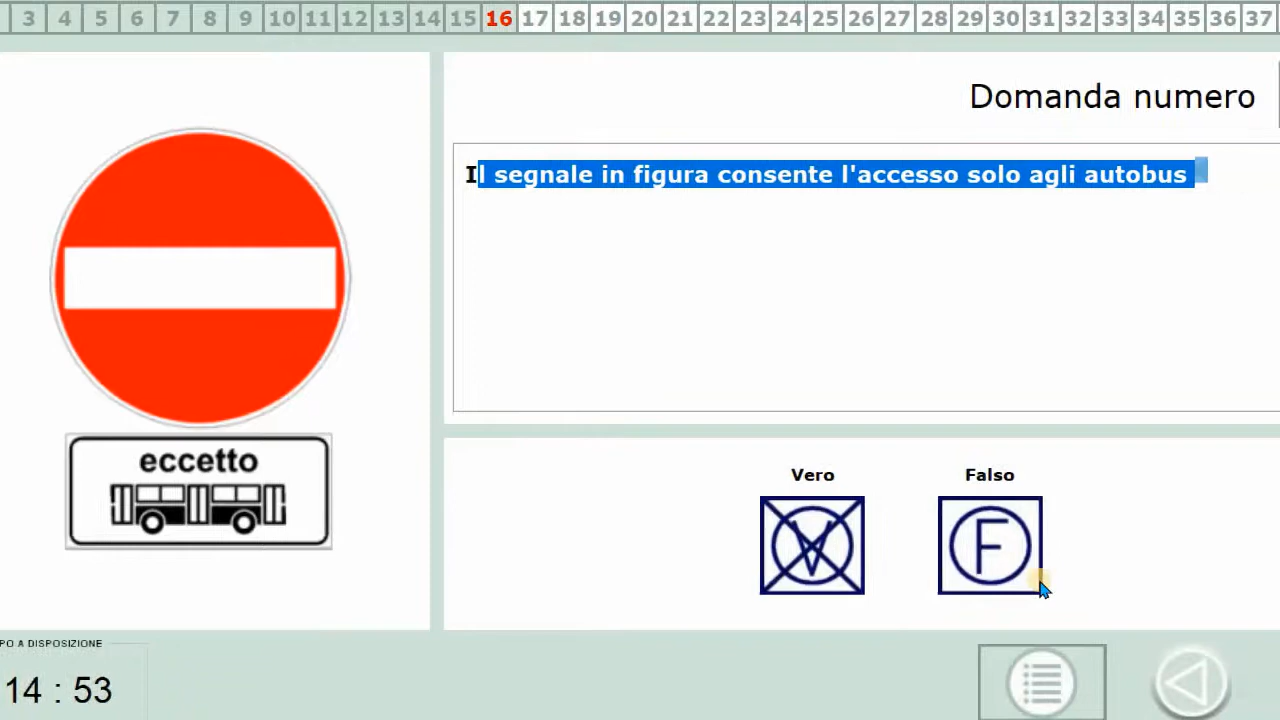 3 4 5 6 7 8 9 10 11 12 13 14 15 16 17 18 19 20 21 22 23 24 25 26 27 28 29 30 31 32 33 34 35 36 37
Domanda numero
Il segnale in figura consente l'accesso solo agli autobus
eccetto
Vero Falso
V F
PO A DISPOSIZIONE
14 : 53